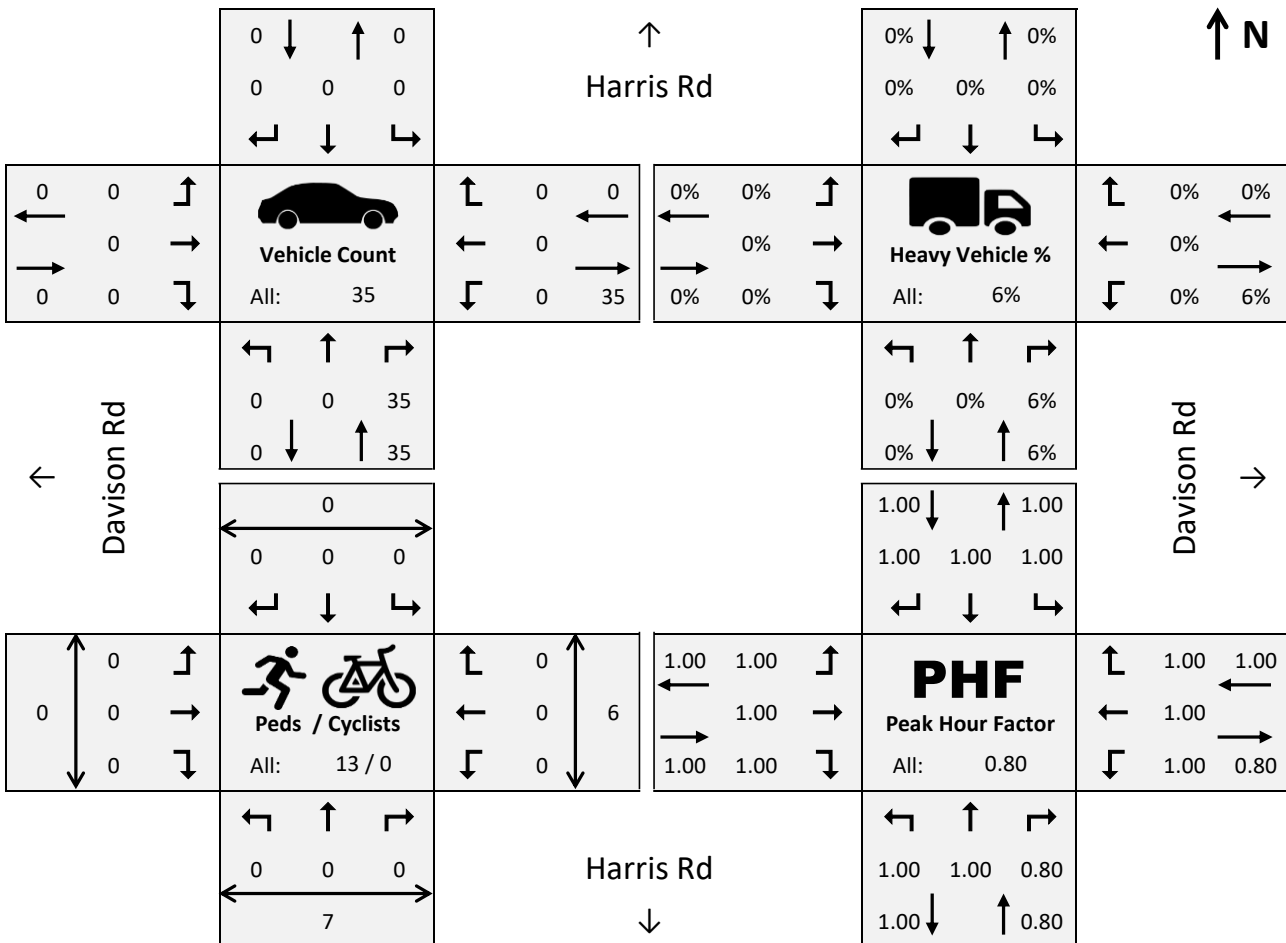 0 0 0% 0% N
Harris Rd
0 0 0 0% 0% 0%
0 0 0 0 0% 0% 0% 0%
0 Vehicle Count 0 0% Heavy Vehicle % 0%
0 0 All: 35 0 35 0% 0% All: 6% 0% 6%
0 0 35 0% 0% 6%
0 35 0% 6%
Davison Rd
Davison Rd
0 1.00 1.00
0 0 0 1.00 1.00 1.00
0 0 1.00 1.00 1.00 1.00
0 0 Peds / Cyclists 0 6 1.00 PHF Peak Hour Factor 1.00
0 All: 13 / 0 0 1.00 1.00 All: 0.80 1.00 0.80
0 0 0 Harris Rd 1.00 1.00 0.80
7 1.00 0.80